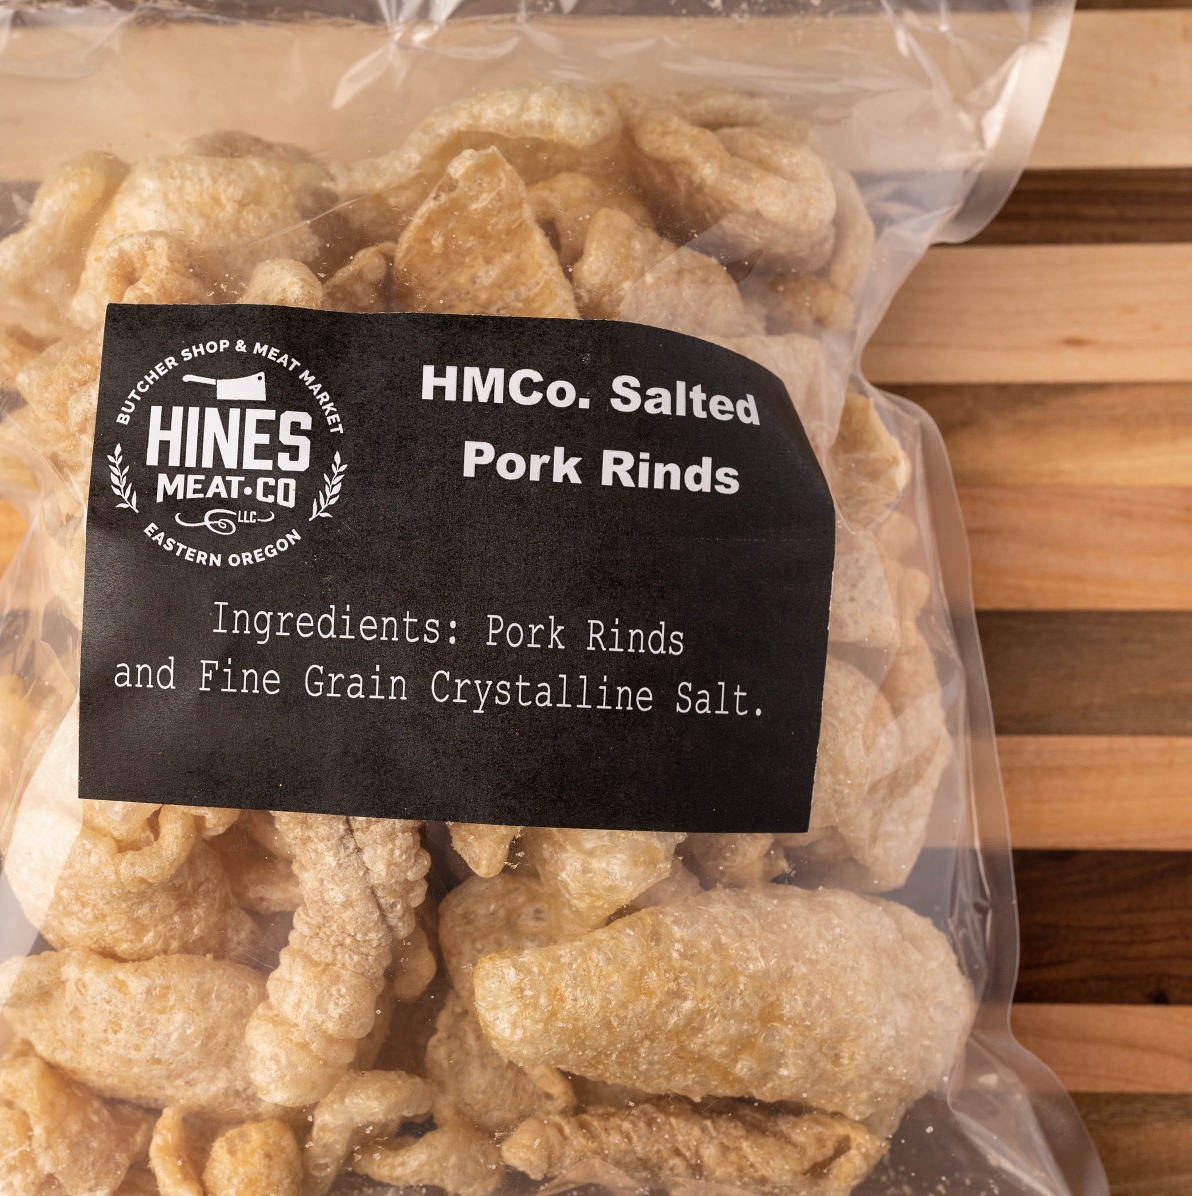 BUTCHER SHOP & MEAT MARKET
HINES
MEAT·CO
LLC
EASTERN OREGON
HMCo. Salted
Pork Rinds
Ingredients: Pork Rinds
and Fine Grain Crystalline Salt.